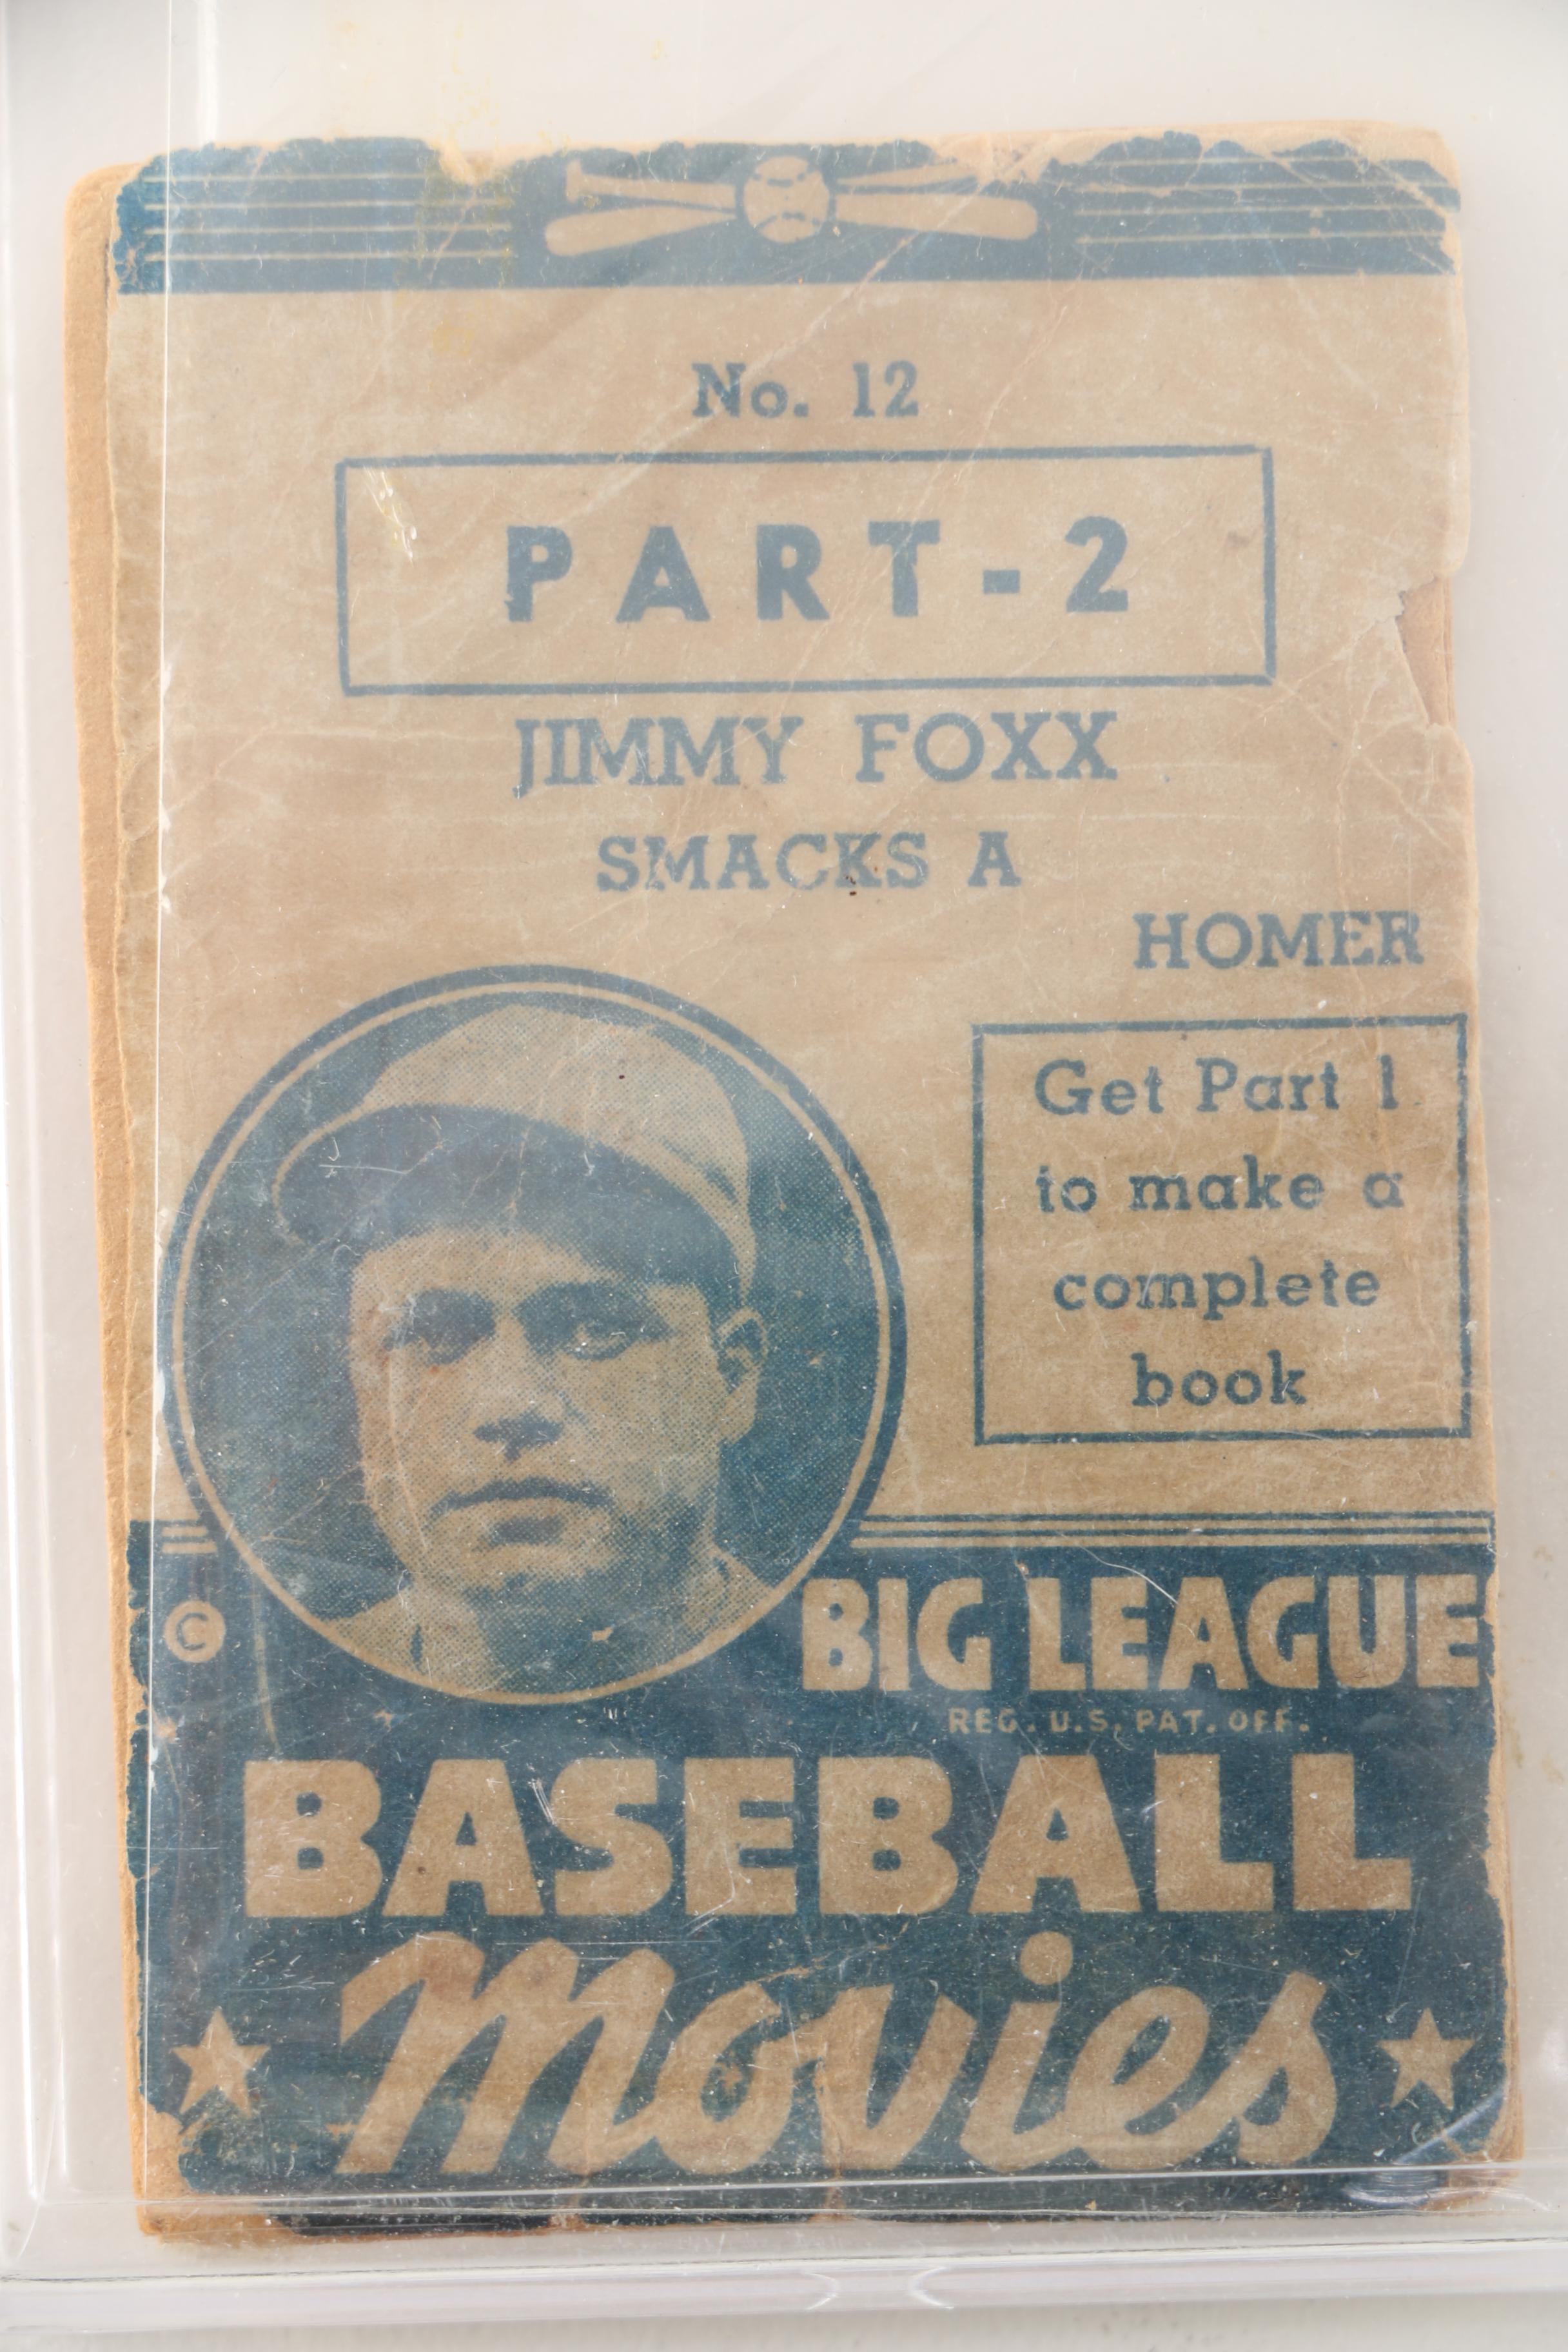 No. 12
PART-2
JIMMY FOXX
SMACKS A
HOMER
Get Part 1
to make a
complete
book
©
BIG LEAGUE
REG. U.S. PAT. OFF.
BASEBALL
Movies